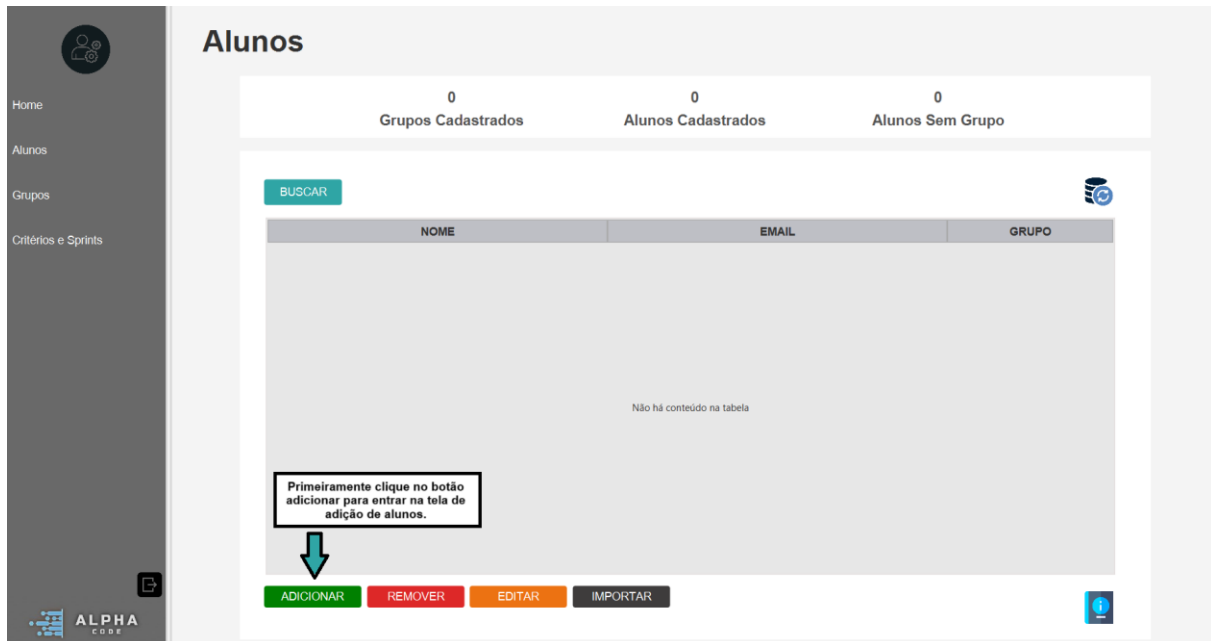 Alunos
Home
Alunos
Grupos
Critérios e Sprints
0
Grupos Cadastrados
0
Alunos Cadastrados
0
Alunos Sem Grupo
BUSCAR
NOME
EMAIL
GRUPO
Não há conteúdo na tabela
Primeiramente clique no botão
adicionar para entrar na tela de
adição de alunos.
ADICIONAR
REMOVER
EDITAR
IMPORTAR
ALPHA
CODE